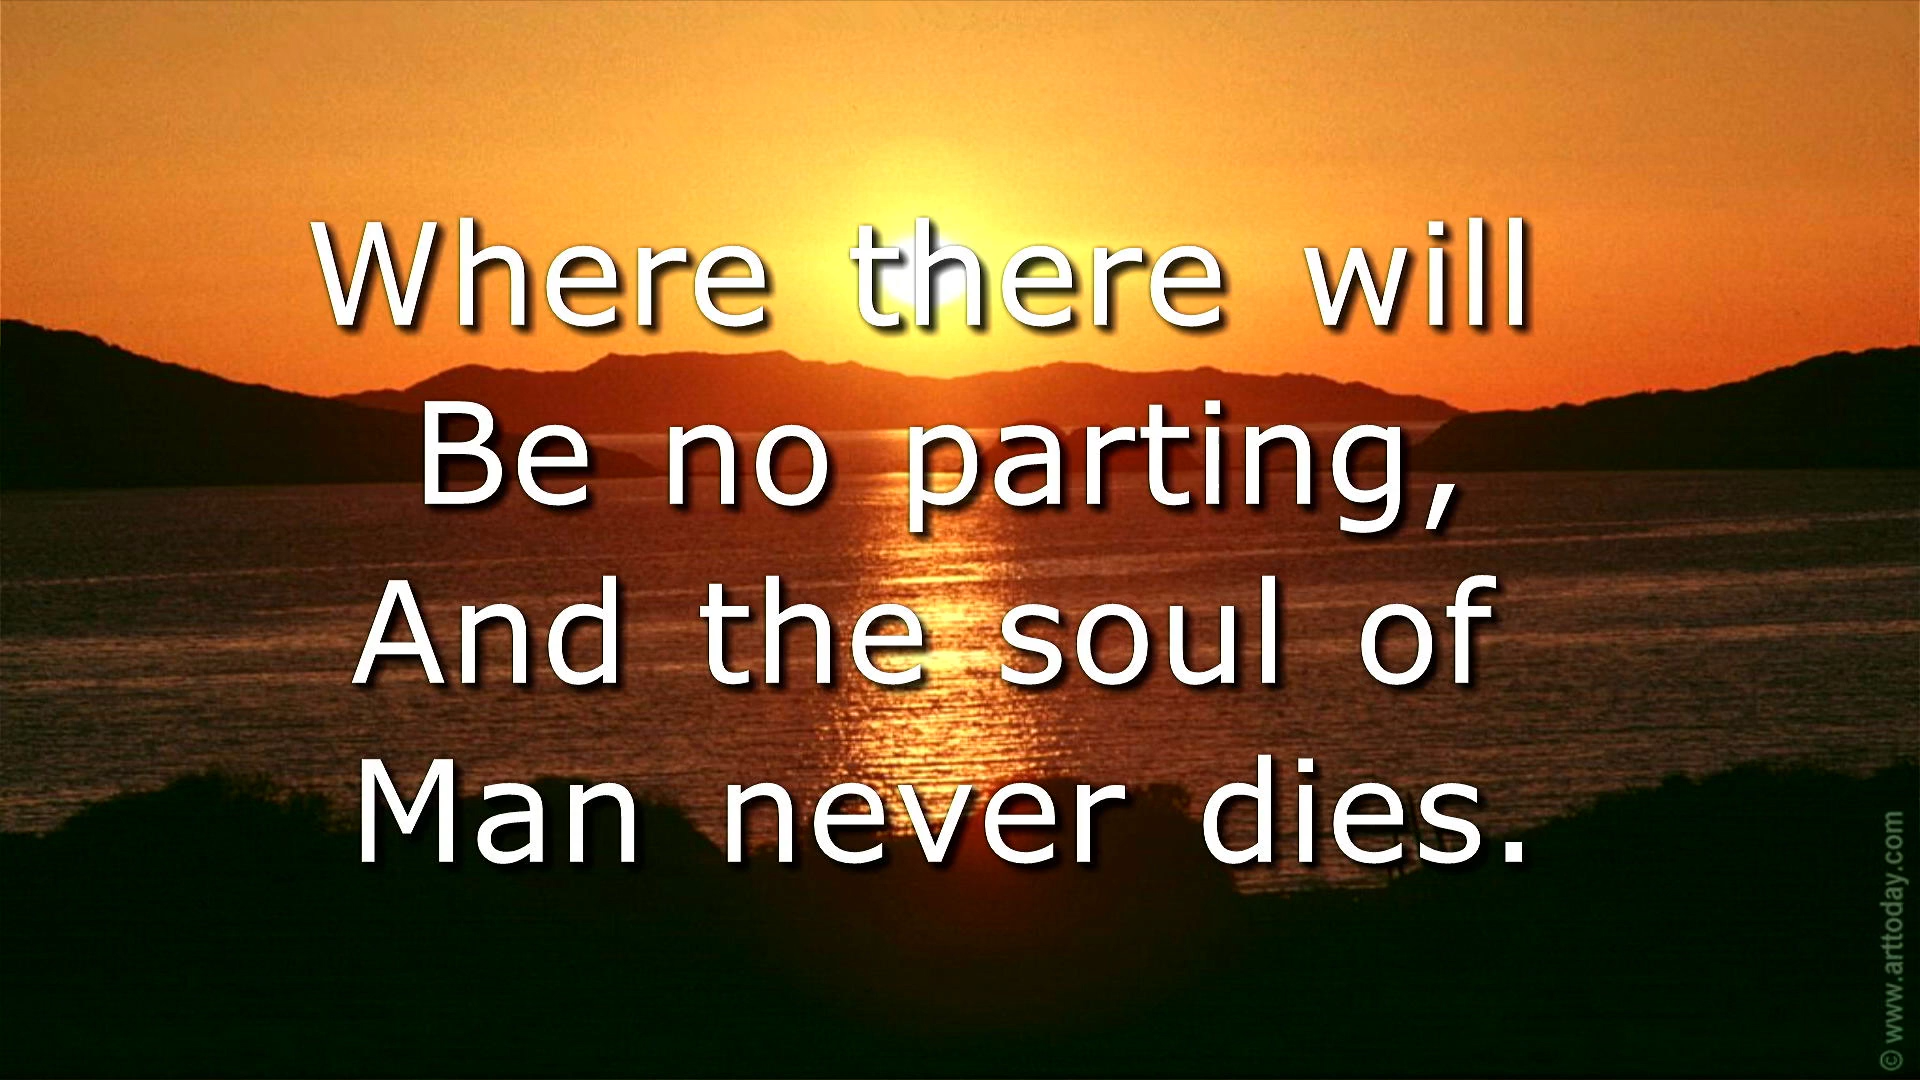 Where there will
Be no parting,
And the soul of
Man never dies.
© www.arttoday.com